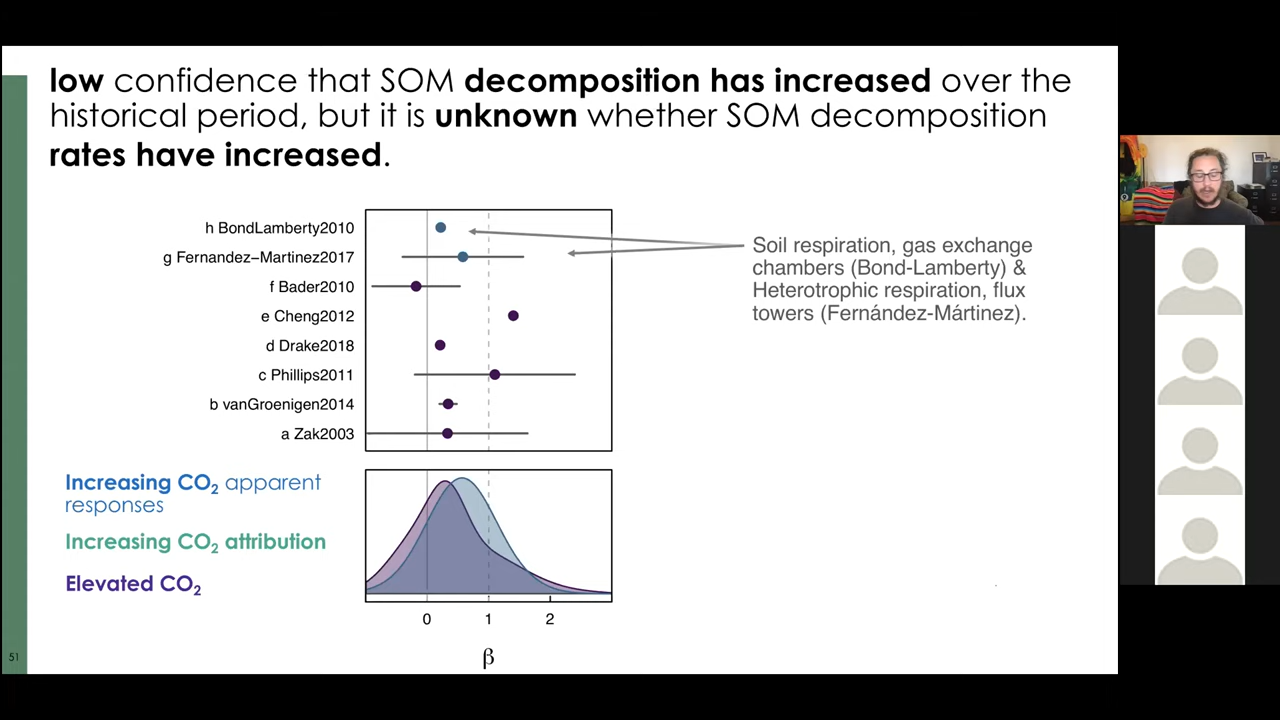 low confidence that SOM decomposition has increased over the
historical period, but it is unknown whether SOM decomposition
rates have increased.
h BondLamberty2010
g Fernandez−Martinez2017
f Bader2010
e Cheng2012
d Drake2018
c Phillips2011
b vanGroenigen2014
a Zak2003
Soil respiration, gas exchange
chambers (Bond-Lamberty) &
Heterotrophic respiration, flux
towers (Fernández-Mártinez).
Increasing CO₂ apparent
responses
Increasing CO₂ attribution
Elevated CO₂
0 1 2
β
51